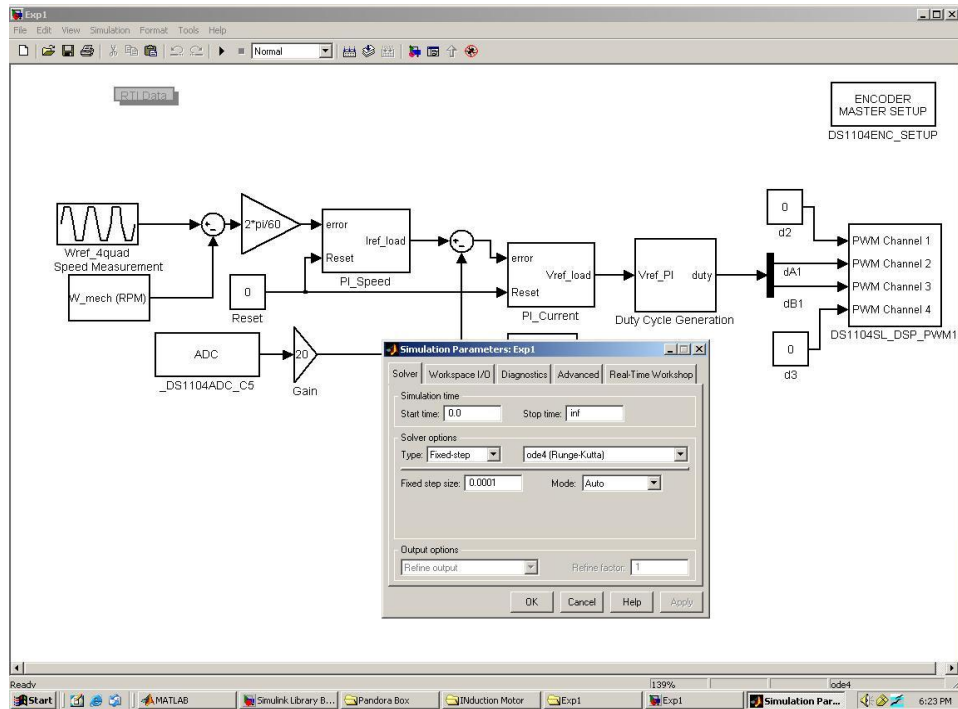 Exp1
File Edit View Simulation Format Tools Help
Normal
RTI Data
ENCODER
MASTER SETUP
DS1104ENC_SETUP
Wref_4quad
Speed Measurement
W_mech (RPM)
2*pi/60
error
Iref_load
Reset
PI_Speed
0
Reset
ADC
_DS1104ADC_C5
20
Gain
error
Vref_load
Reset
PI_Current
Vref_PI duty
Duty Cycle Generation
0
d2
dA1
dB1
0
d3
PWM Channel 1
PWM Channel 2
PWM Channel 3
PWM Channel 4
DS1104SL_DSP_PWM1
Simulation Parameters: Exp1
Solver Workspace I/O Diagnostics Advanced Real-Time Workshop
Simulation time
Start time: 0.0 Stop time: inf
Solver options
Type: Fixed-step ode4 (Runge-Kutta)
Fixed step size: 0.0001 Mode: Auto
Output options
Refine output Refine factor: 1
OK Cancel Help Apply
Ready 139% ode4
Start MATLAB Simulink Library B... Pandora Box INduction Motor Exp1 Exp1 Simulation Par... 6:23 PM